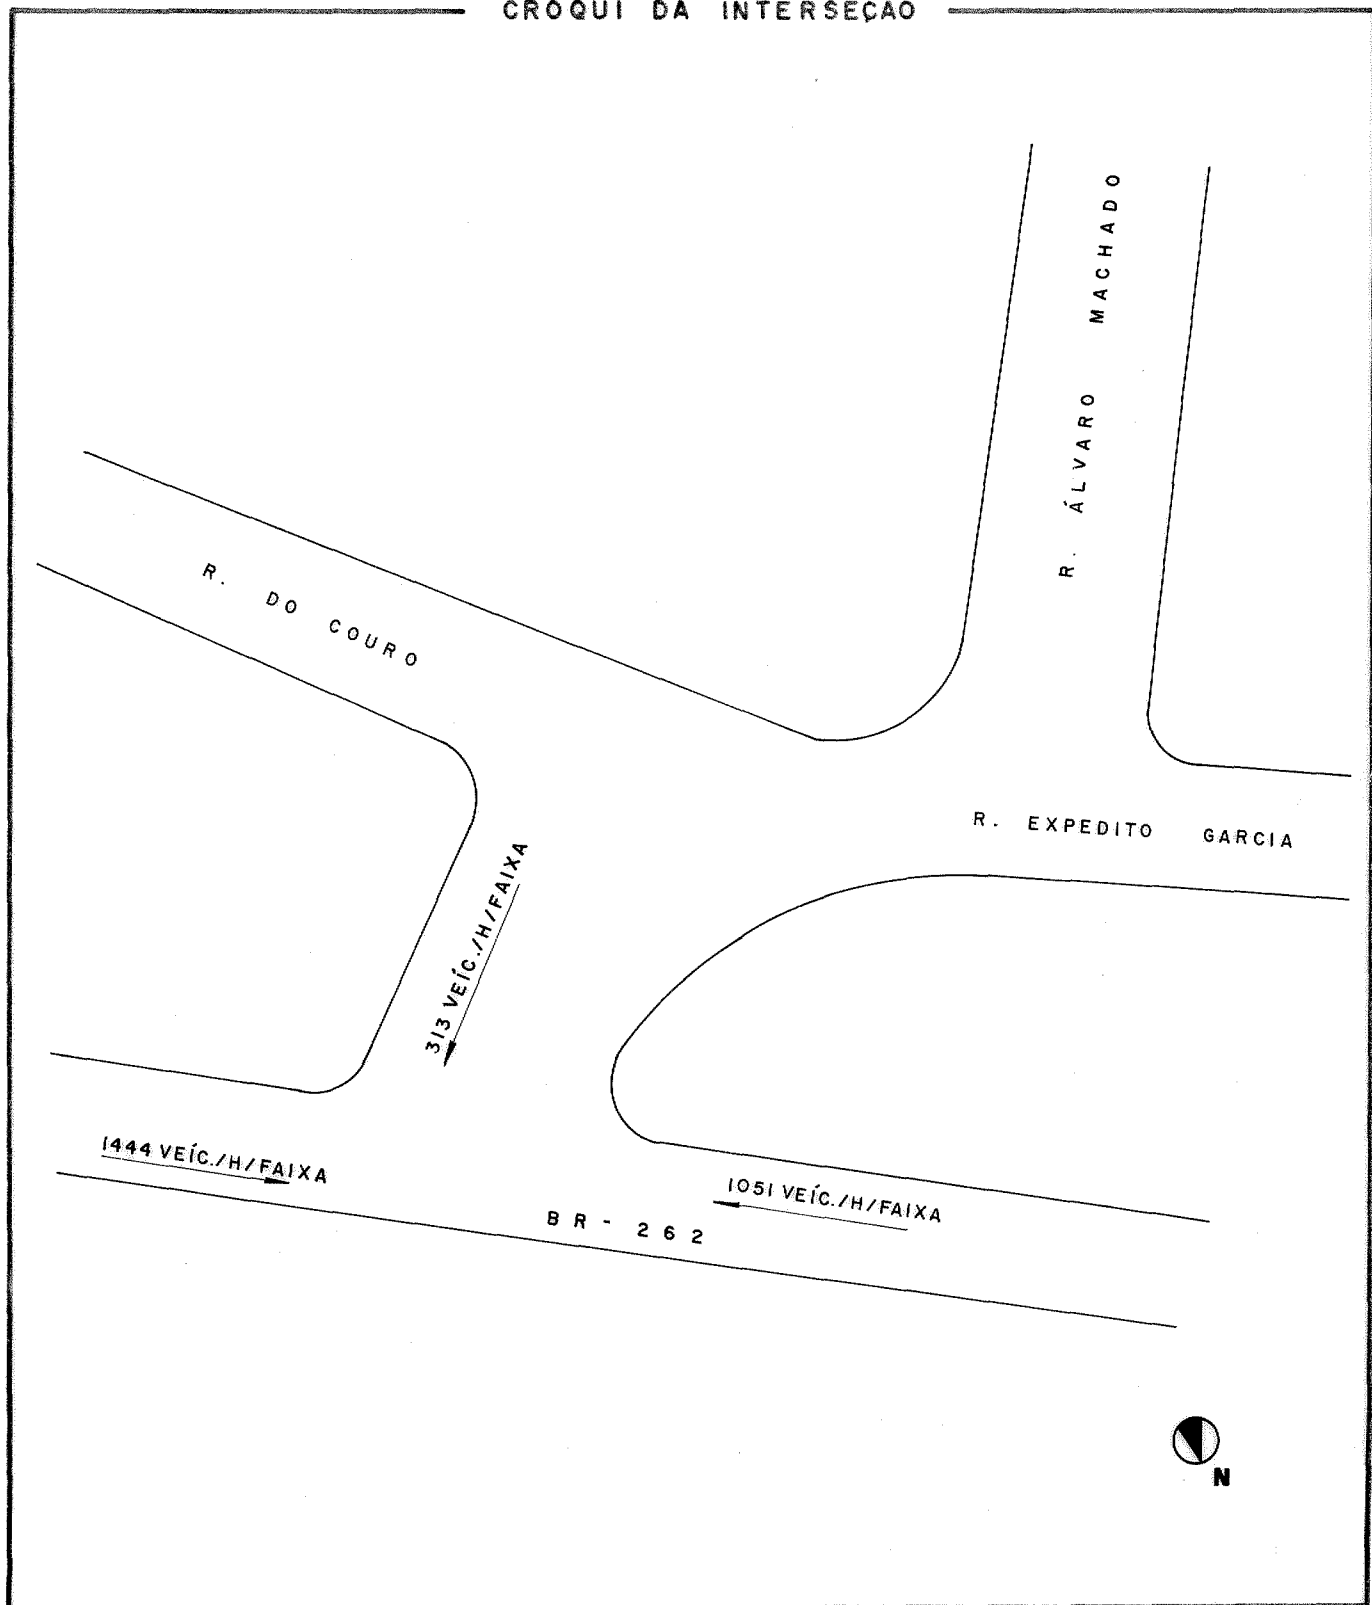 CROQUI DA INTERSEÇÃO
R. ÁLVARO MACHADO
R. DO COURO
R. EXPEDITO GARCIA
313 VEÍC./H/FAIXA
1444 VEÍC./H/FAIXA
1051 VEÍC./H/FAIXA
BR-262
N